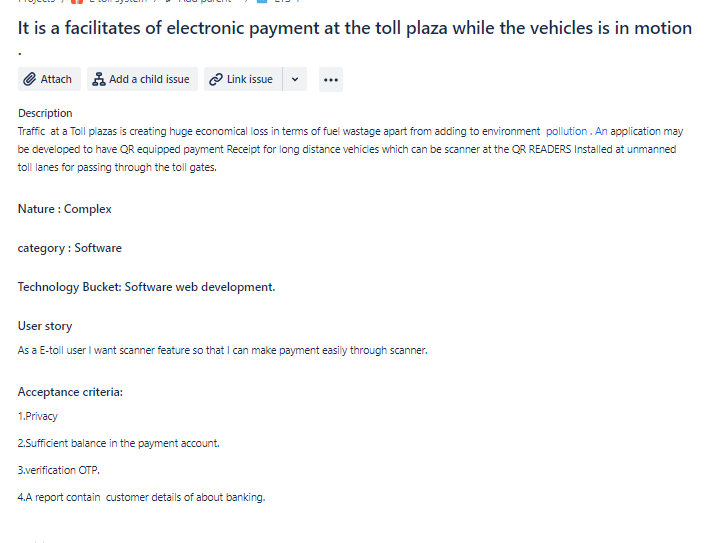 It is a facilitates of electronic payment at the toll plaza while the vehicles is in motion
.
Attach Add a child issue Link issue
Description
Traffic at a Toll plazas is creating huge economical loss in terms of fuel wastage apart from adding to environment pollution . An application may
be developed to have QR equipped payment Receipt for long distance vehicles which can be scanner at the QR READERS Installed at unmanned
toll lanes for passing through the toll gates.
Nature : Complex
category : Software
Technology Bucket: Software web development.
User story
As a E-toll user I want scanner feature so that I can make payment easily through scanner.
Acceptance criteria:
1.Privacy
2.Sufficient balance in the payment account.
3.verification OTP.
4.A report contain customer details of about banking.